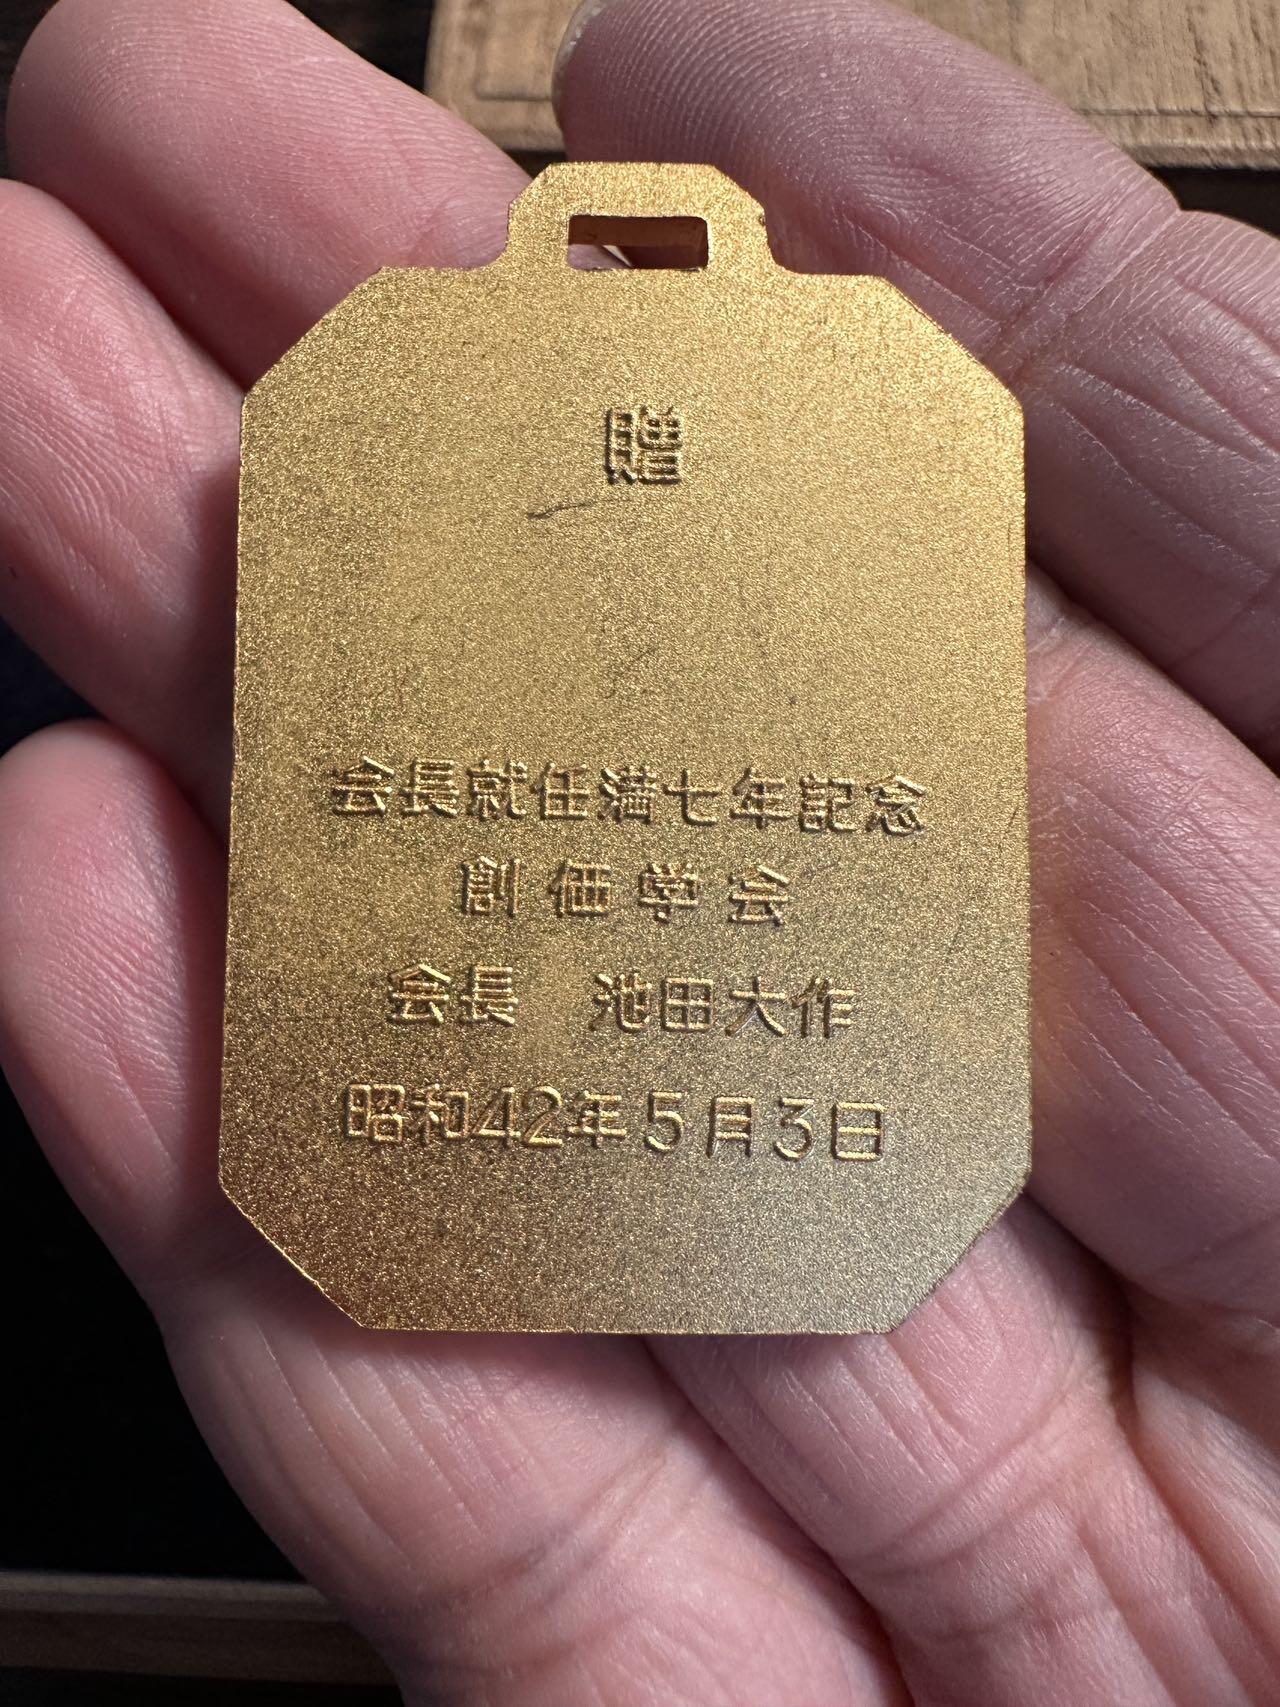 贈
会長就任満七年記念
創価学会
会長 池田大作
昭和42年5月3日